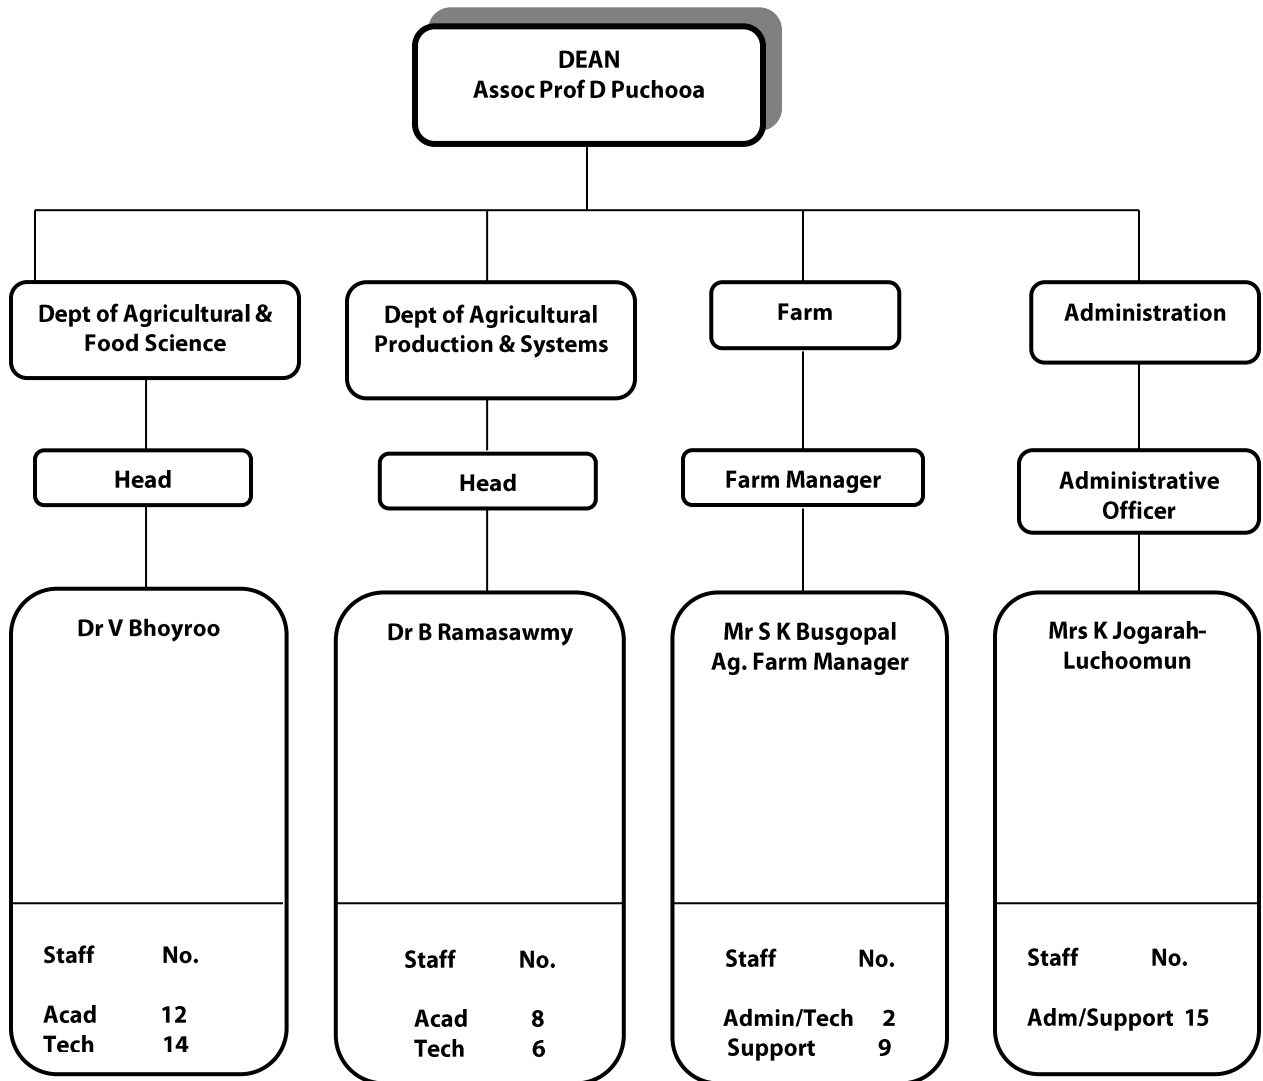 DEAN
Assoc Prof D Puchooa
Dept of Agricultural &
Food Science
Dept of Agricultural
Production & Systems
Farm
Administration
Head
Head
Farm Manager
Administrative
Officer
Dr V Bhoyroo
Dr B Ramasawmy
Mr S K Busgopal
Ag. Farm Manager
Mrs K Jogarah-
Luchoomun
Staff No.
Acad 12
Tech 14
Staff No.
Acad 8
Tech 6
Staff No.
Admin/Tech 2
Support 9
Staff No.
Adm/Support 15